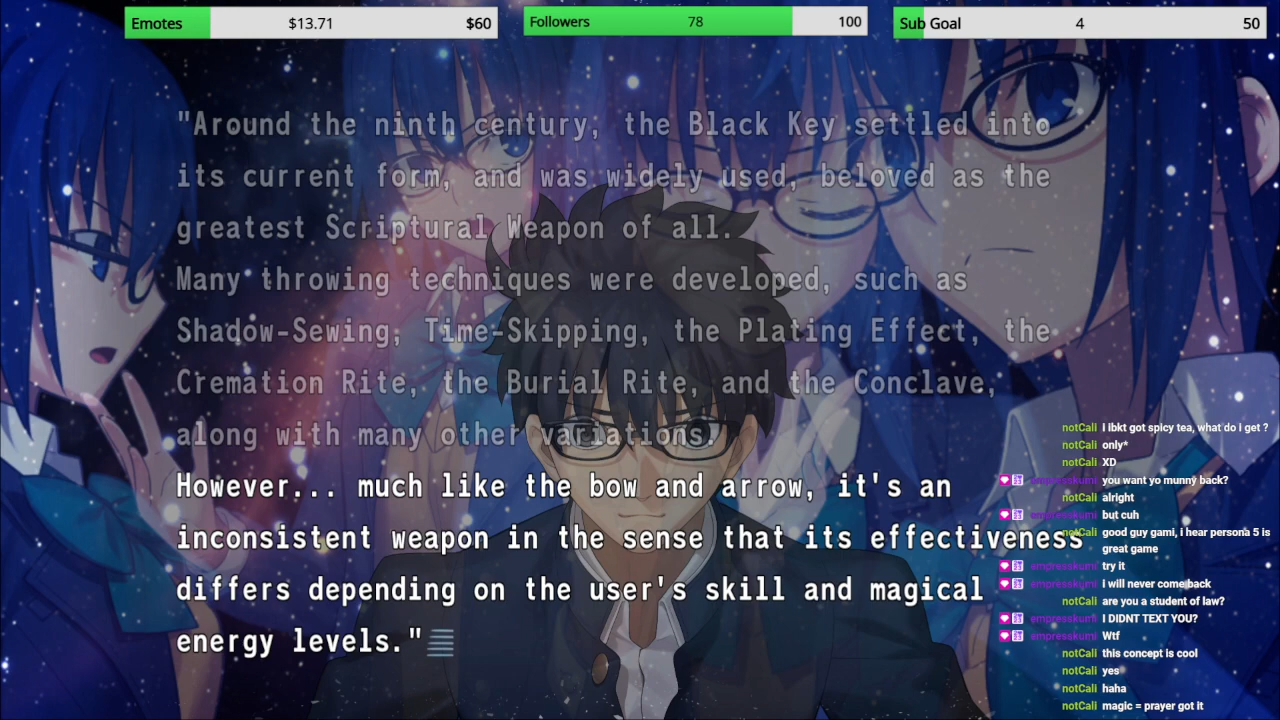 Emotes $13.71 $60
Followers 78 100
Sub Goal 4 50
"Around the ninth century, the Black Key settled into
its current form, and was widely used, beloved as the
greatest Scriptural Weapon of all.
Many throwing techniques were developed, such as
Shadow-Sewing, Time-Skipping, the Plating Effect, the
Cremation Rite, the Burial Rite, and the Conclave,
along with many other variations.
However... much like the bow and arrow, it's an
inconsistent weapon in the sense that its effectiveness
differs depending on the user's skill and magical
energy levels."
notCali I ibkt got spicy tea, what do i get ?
notCali only*
notCali XD
empresskumi you want yo munny back?
notCali alright
empresskumi but cuh
notCali good guy gami, i hear persona 5 is
great game
empresskumi try it
empresskumi I will never come back
notCali are you a student of law?
empresskumi I DIDNT TEXT YOU?
empresskumi Wtf
notCali this concept is cool
notCali yes
notCali haha
notCali magic = prayer got it